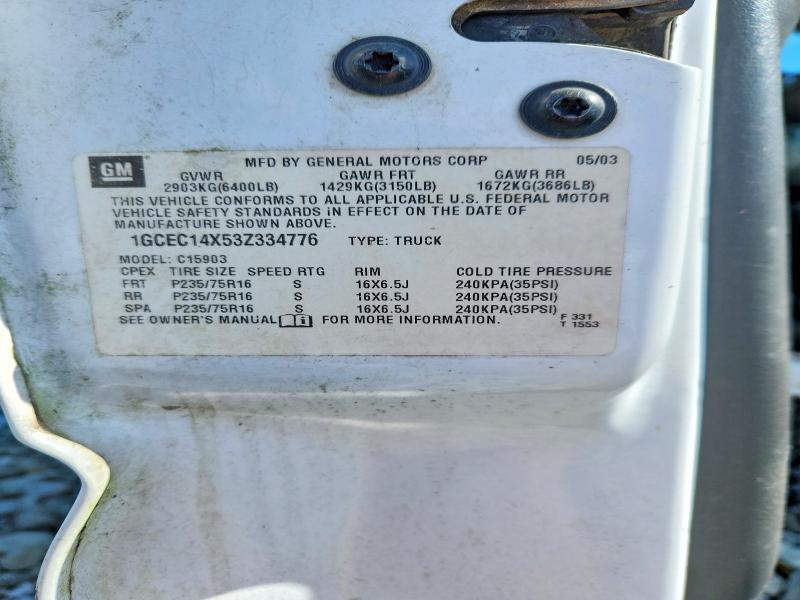 GM MFD BY GENERAL MOTORS CORP 05/03
GVWR GAWR FRT GAWR RR
2903KG(6400LB) 1429KG(3150LB) 1672KG(3686LB)
THIS VEHICLE CONFORMS TO ALL APPLICABLE U.S. FEDERAL MOTOR
VEHICLE SAFETY STANDARDS IN EFFECT ON THE DATE OF
MANUFACTURE SHOWN ABOVE.
1GCEC14X53Z334776 TYPE: TRUCK
MODEL: C15903
CPEX TIRE SIZE SPEED RTG RIM COLD TIRE PRESSURE
FRT P235/75R16 S 16X6.5J 240KPA(35PSI)
RR P235/75R16 S 16X6.5J 240KPA(35PSI)
SPA P235/75R16 S 16X6.5J 240KPA(35PSI)
SEE OWNER'S MANUAL FOR MORE INFORMATION. F 331
T 1553